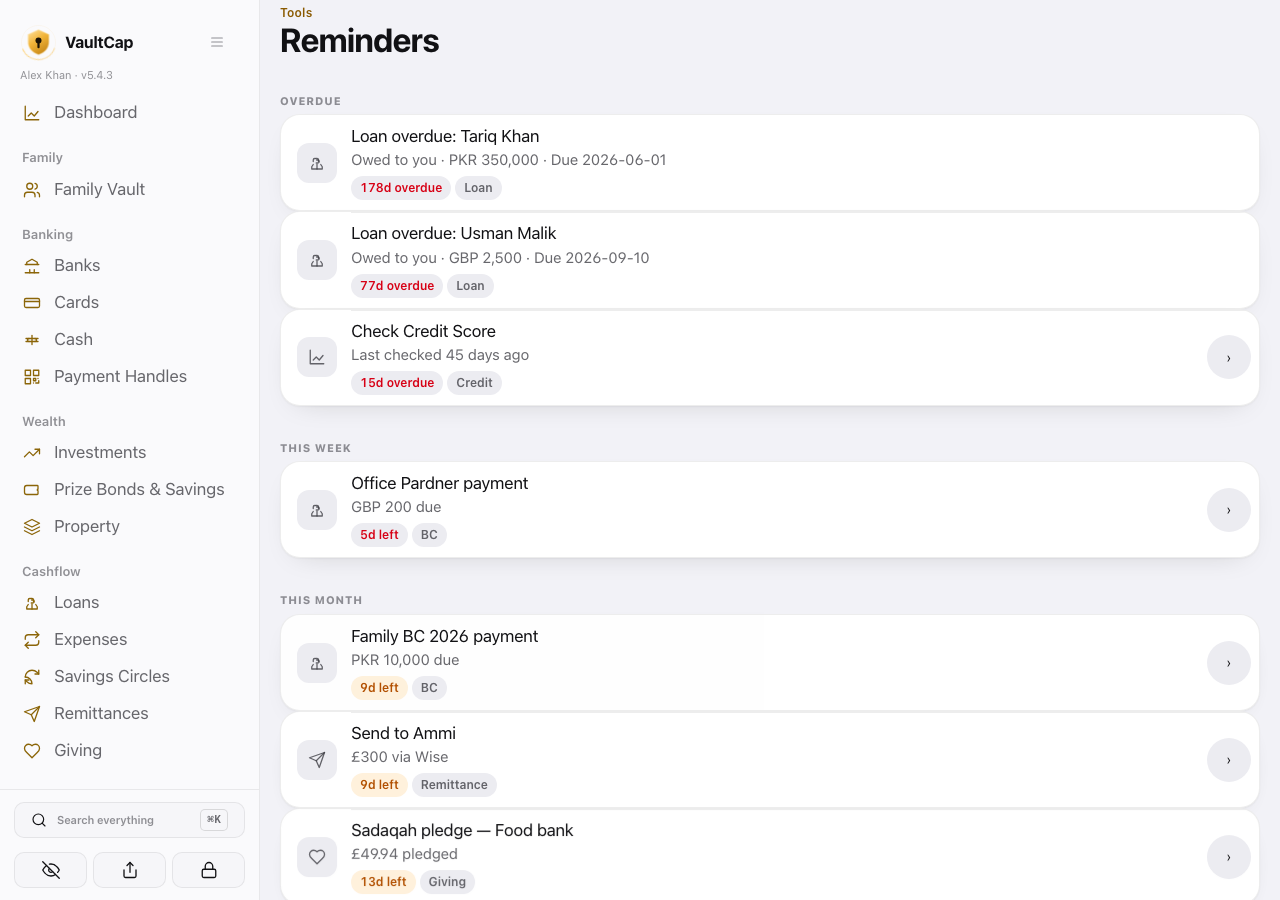 VaultCap
Alex Khan · v5.4.3
Dashboard
Family
Family Vault
Banking
Banks
Cards
Cash
Payment Handles
Wealth
Investments
Prize Bonds & Savings
Property
Cashflow
Loans
Expenses
Savings Circles
Remittances
Giving
Search everything
⌘K
Tools
Reminders
OVERDUE
Loan overdue: Tariq Khan
Owed to you · PKR 350,000 · Due 2026-06-01
178d overdue Loan
Loan overdue: Usman Malik
Owed to you · GBP 2,500 · Due 2026-09-10
77d overdue Loan
Check Credit Score
Last checked 45 days ago
15d overdue Credit
THIS WEEK
Office Pardner payment
GBP 200 due
5d left BC
THIS MONTH
Family BC 2026 payment
PKR 10,000 due
9d left BC
Send to Ammi
£300 via Wise
9d left Remittance
Sadaqah pledge — Food bank
£49.94 pledged
13d left Giving